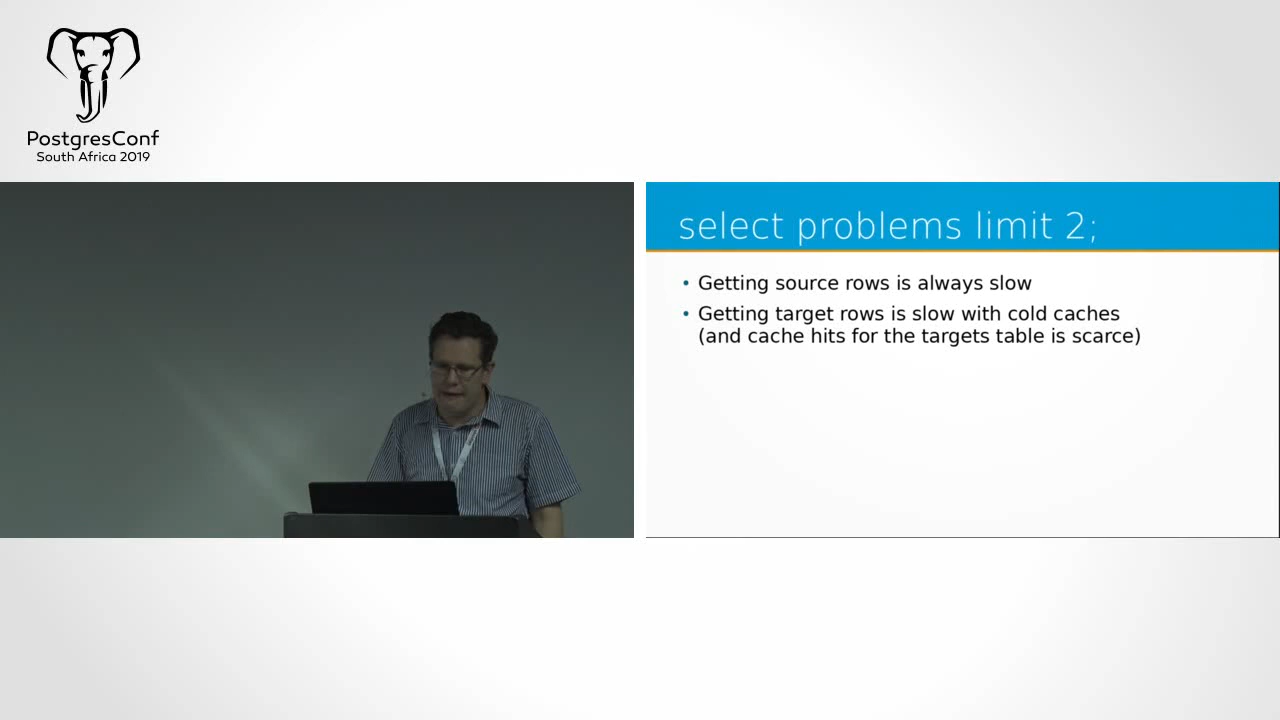 PostgresConf
South Africa 2019
select problems limit 2;
• Getting source rows is always slow
• Getting target rows is slow with cold caches
(and cache hits for the targets table is scarce)